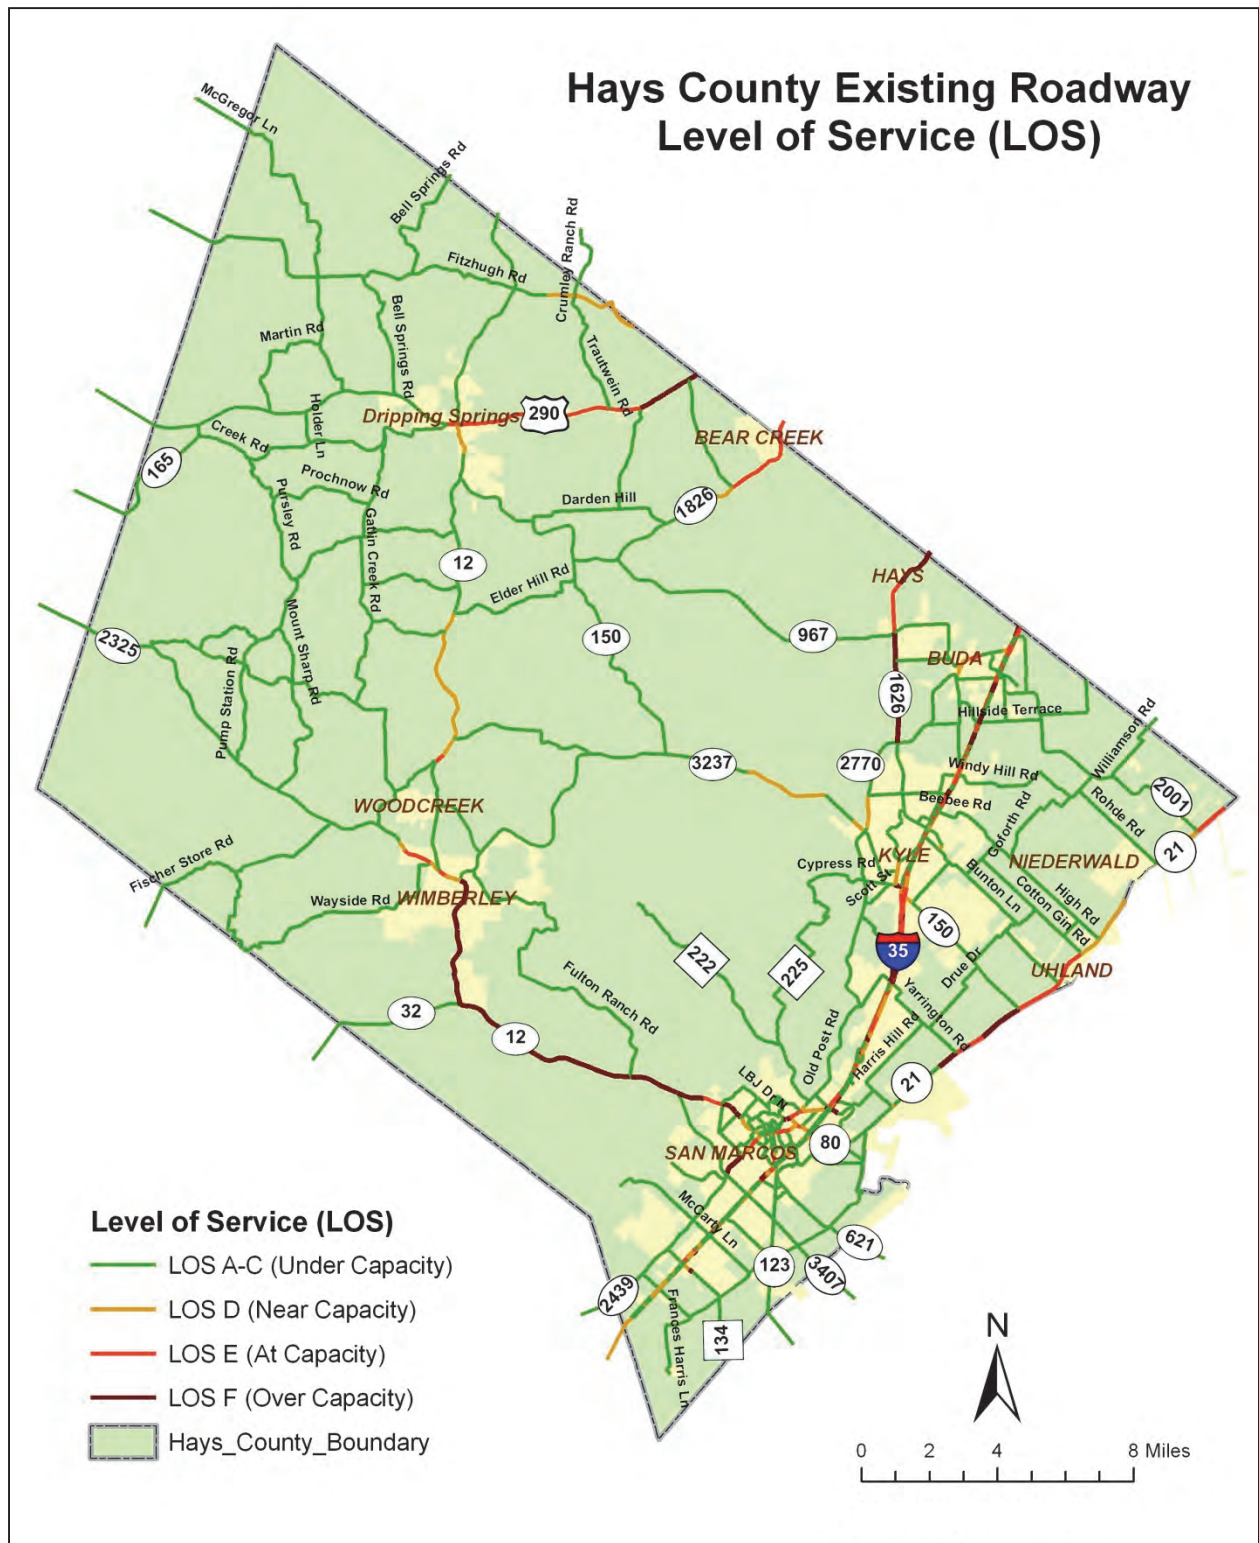 Hays County Existing Roadway
Level of Service (LOS)
McGregor Ln
Bell Springs Rd
Crumley Ranch Rd
Fitzhugh Rd
Martin Rd
Bell Springs Rd
Trautwein Rd
Holder Ln
Dripping Springs
290
BEAR CREEK
Creek Rd
165
Prochnow Rd
Pursley Rd
Darden Hill
1826
Gatlin Creek Rd
12
HAYS
Elder Hill Rd
Mount Sharp Rd
150
967
2325
Pump Station Rd
BUDA
1626
Hillside Terrace
Williamson Rd
3237
2770
Windy Hill Rd
2001
WOODCREEK
Beebee Rd
Rohde Rd
Goforth Rd
21
Fischer Store Rd
Cypress Rd
KYLE
NIEDERWALD
Scott St
Bunton Ln
High Rd
Cotton Gin Rd
Wayside Rd
WIMBERLEY
150
35
222
225
Drue Dr
UHLAND
Fulton Ranch Rd
Yarrington Rd
32
12
Old Post Rd
Harris Hill Rd
21
LBJ Dr N
80
SAN MARCOS
McCarty Ln
621
123
3407
2439
Frances Harris Ln
134
Level of Service (LOS)
LOS A-C (Under Capacity)
LOS D (Near Capacity)
LOS E (At Capacity)
LOS F (Over Capacity)
Hays_County_Boundary
N
0 2 4 8 Miles